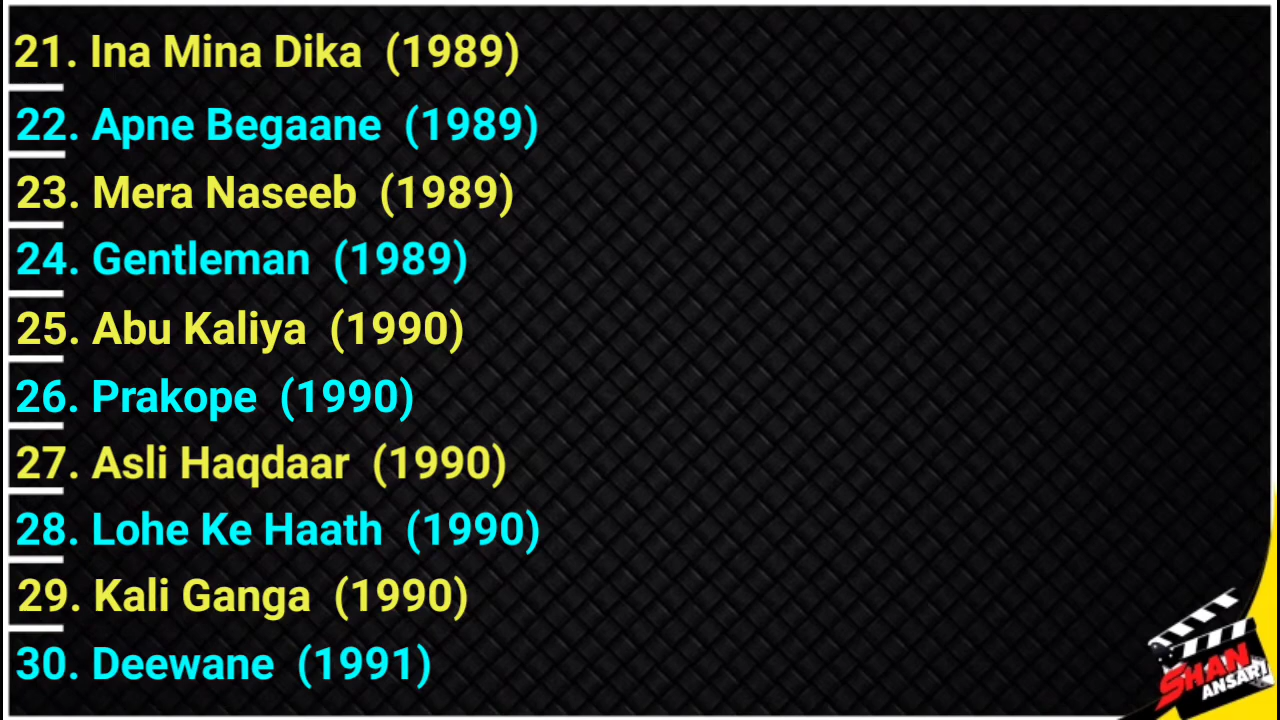 21. Ina Mina Dika (1989)
22. Apne Begaane (1989)
23. Mera Naseeb (1989)
24. Gentleman (1989)
25. Abu Kaliya (1990)
26. Prakope (1990)
27. Asli Haqdaar (1990)
28. Lohe Ke Haath (1990)
29. Kali Ganga (1990)
30. Deewane (1991)
SHAN
ANSARI